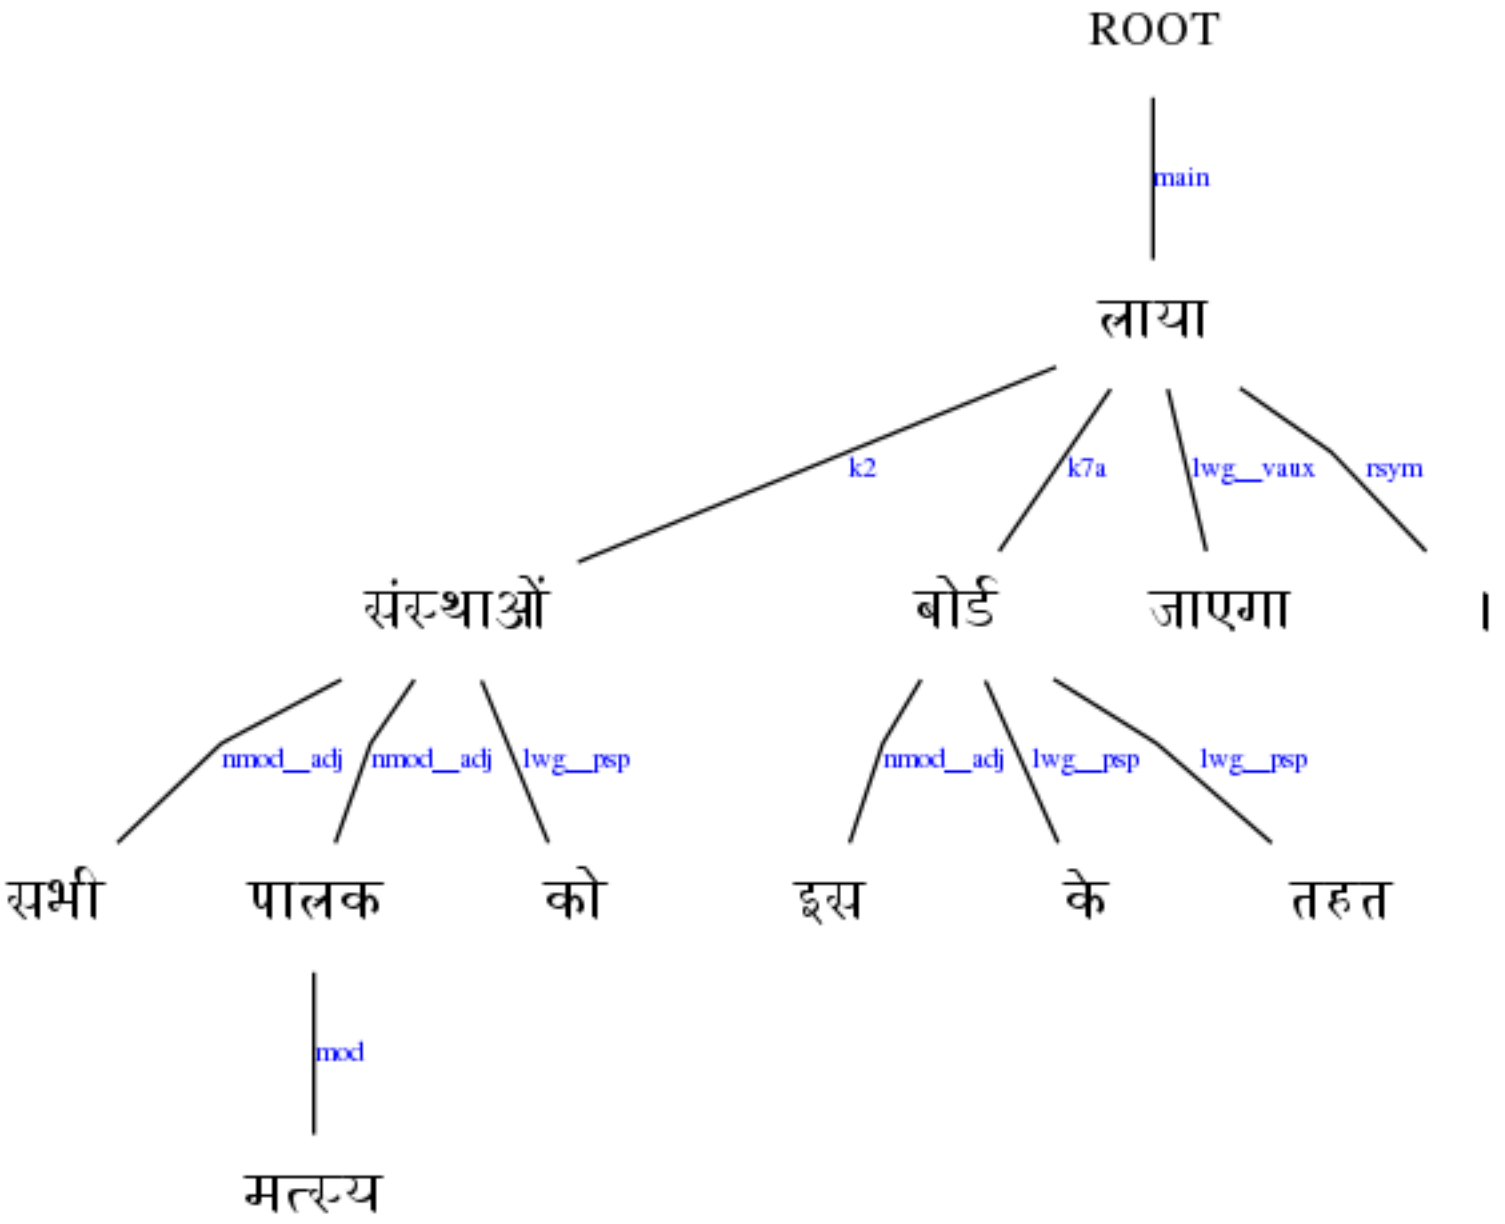 ROOT
main
लाया
k2 k7a lwg__vaux rsym
संस्थाओं बोर्ड जाएगा ।
nmod__adj nmod__adj lwg__psp nmod__adj lwg__psp lwg__psp
सभी पालक को इस के तहत
mod
मत्स्य